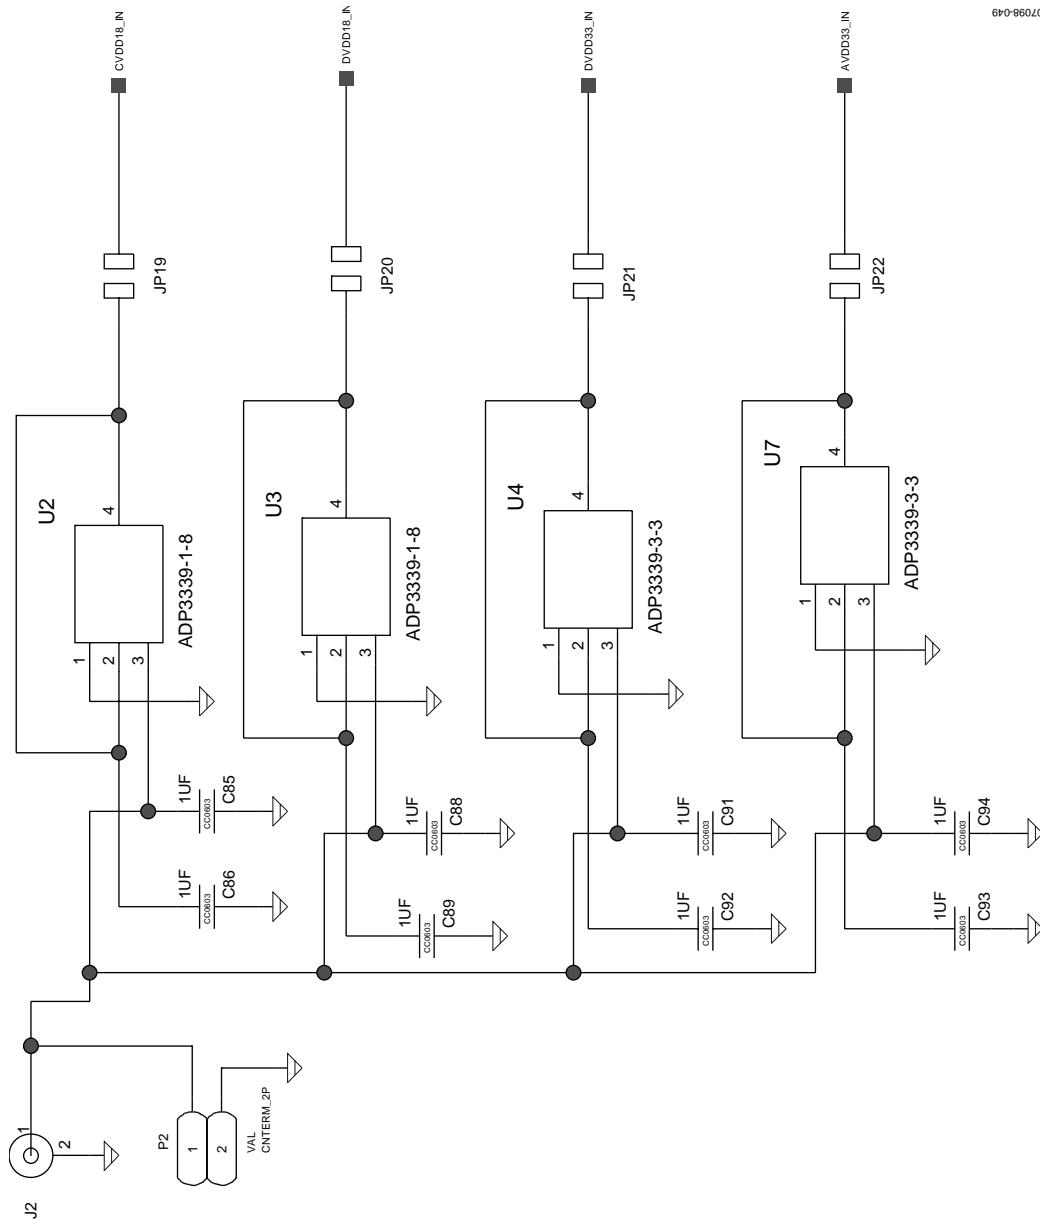 07098-049
CVDD18_IN
DVDD18_IN
DVDD33_IN
AVDD33_IN
JP19
JP20
JP21
JP22
U2
4
1
2
3
ADP3339-1-8
U3
4
1
2
3
ADP3339-1-8
U4
4
1
2
3
ADP3339-3-3
U7
4
1
2
3
ADP3339-3-3
1UF
CC0603
C85
1UF
CC0603
C86
1UF
CC0603
C88
1UF
CC0603
C89
1UF
CC0603
C91
1UF
CC0603
C92
1UF
CC0603
C94
1UF
CC0603
C93
J2
1
2
P2
1
2
VAL
CNTERM_2P